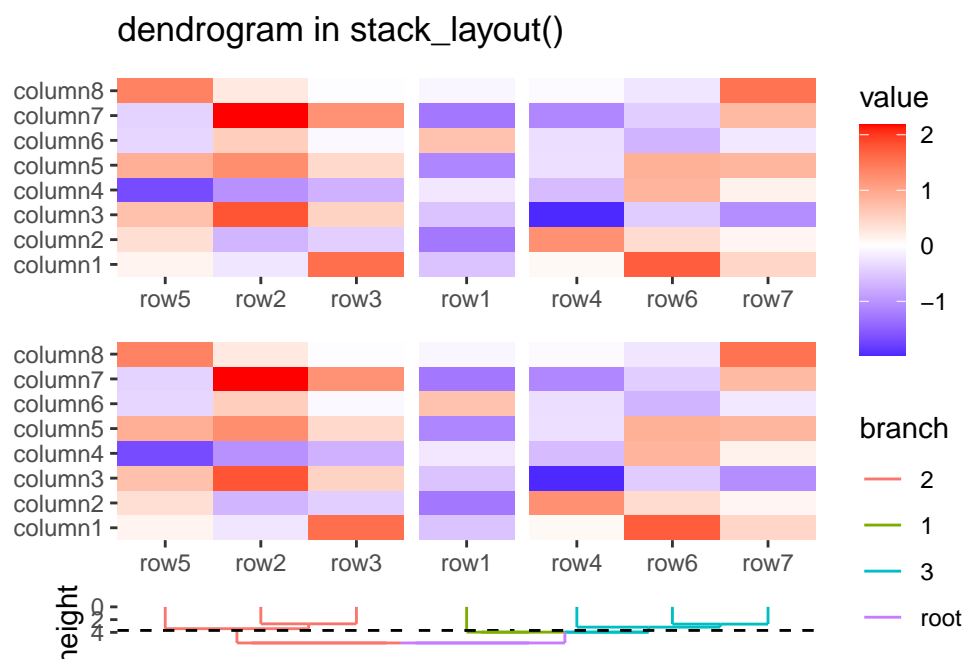 dendrogram in stack_layout()
column8
column7
column6
column5
column4
column3
column2
column1
row5 row2 row3 row1 row4 row6 row7
column8
column7
column6
column5
column4
column3
column2
column1
row5 row2 row3 row1 row4 row6 row7
height
0
2
4
value
2
1
0
−1
branch
2
1
3
root